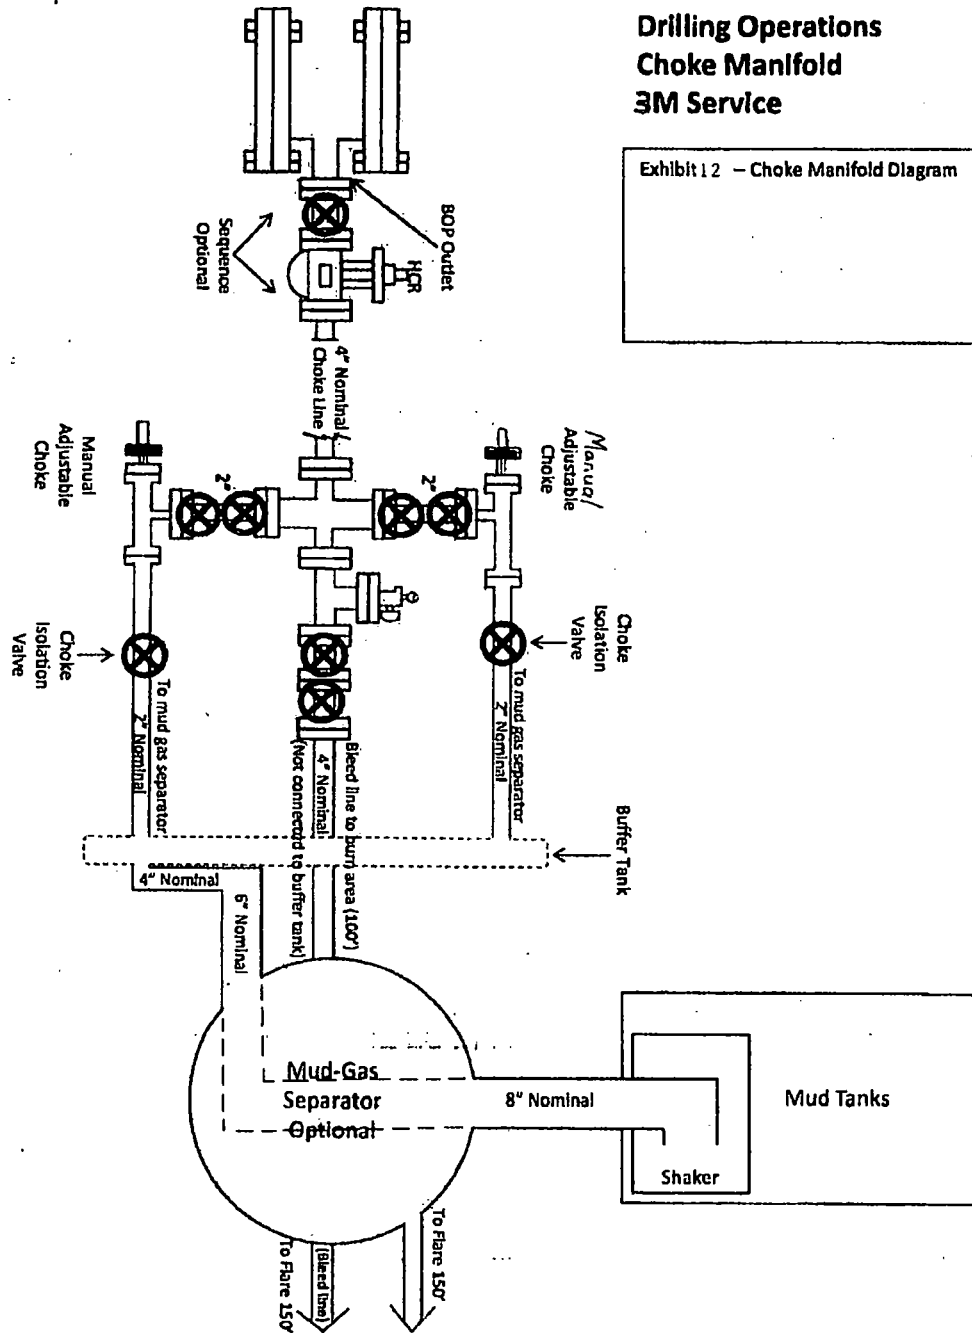 Drilling Operations
Choke Manifold
3M Service
Exhibit 12 – Choke Manifold Diagram
BOP Outlet
HCR
Sequence
Optional
4" Nominal
Choke Line
Manual
Adjustable
Choke
2"
2"
Manual
Adjustable
Choke
Choke
Isolation
Valve
Choke
Isolation
Valve
To mud gas separator
2" Nominal
To mud gas separator
2" Nominal
Bleed line to burn area (100')
4" Nominal
(Not connected to buffer tank)
Buffer Tank
4" Nominal
6" Nominal
Mud-Gas
Separator
Optional
8" Nominal
Mud Tanks
Shaker
To Flare 150'
(Bleed line)
To Flare 150'